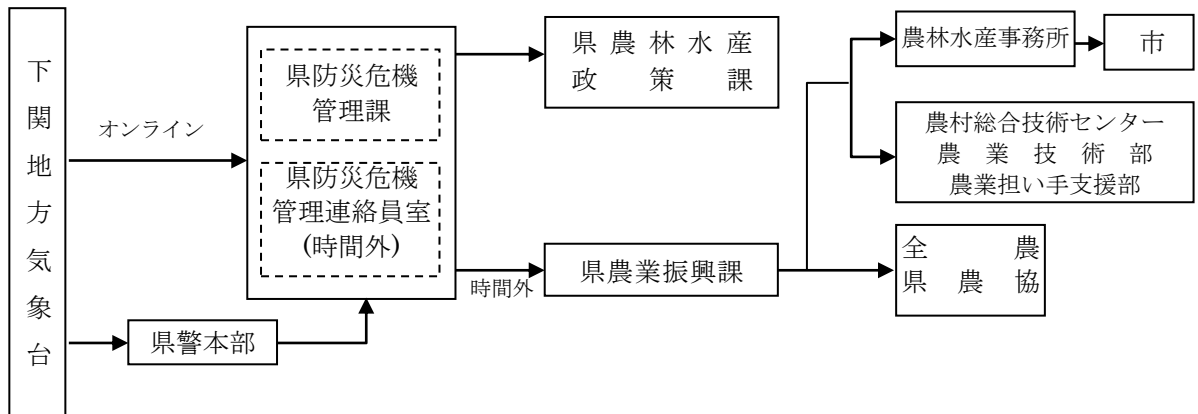 下関地方気象台
オンライン
県警本部
県防災危機
管理課
県防災危機
管理連絡員室
(時間外)
県農林水産
政策課
時間外
県農業振興課
農林水産事務所
市
農村総合技術センター
農業技術部
農業担い手支援部
全農
県農協